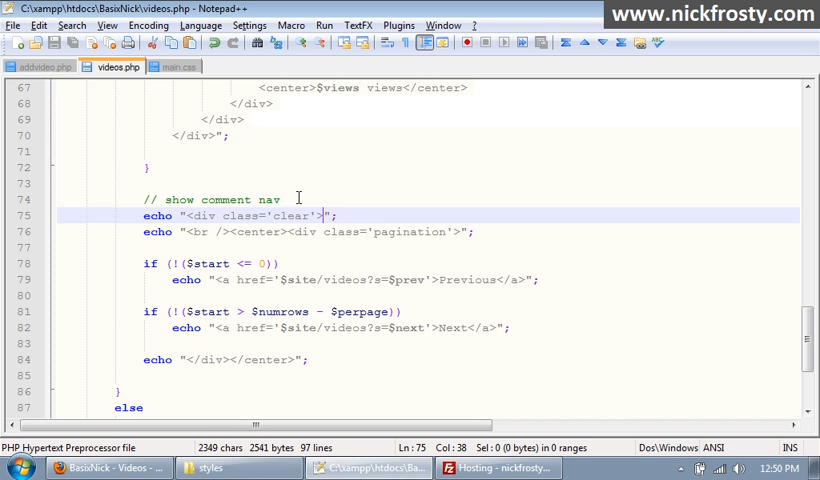 C:\xampp\htdocs\BasixNick\videos.php - Notepad++
www.nickfrosty.com
File Edit Search View Encoding Language Settings Macro Run TextFX Plugins Window ?
addvideo.php videos.php main.css
67 <center>$views views</center>
68 </div>
69 </div>
70 </div>";
71
72 }
73
74 // show comment nav
75 echo "<div class='clear'>";
76 echo "<br /><center><div class='pagination'>";
77
78 if (!($start <= 0))
79 echo "<a href='$site/videos?s=$prev'>Previous</a>";
80
81 if (!($start > $numrows - $perpage))
82 echo "<a href='$site/videos?s=$next'>Next</a>";
83
84 echo "</div></center>";
85
86 }
87 else
PHP Hypertext Preprocessor file 2349 chars 2541 bytes 97 lines Ln : 75 Col : 38 Sel : 0 (0 bytes) in 0 ranges Dos\Windows ANSI INS
BasixNick - Videos - ... styles C:\xampp\htdocs\Ba... Hosting - nickfrosty... 12:50 PM